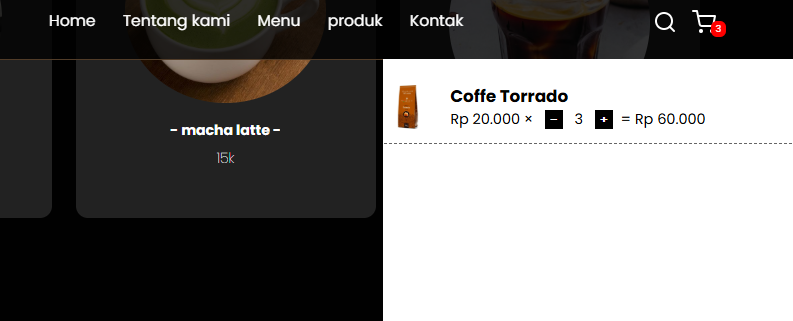 Home Tentang kami Menu produk Kontak 3
Coffe Torrado
Rp 20.000 × − 3 + = Rp 60.000
- macha latte -
15k